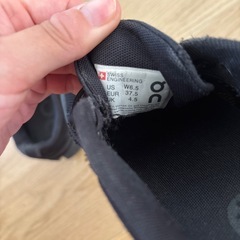 SWISS
ENGINEERING
US W6.5
EUR 37.5
UK 4.5
On